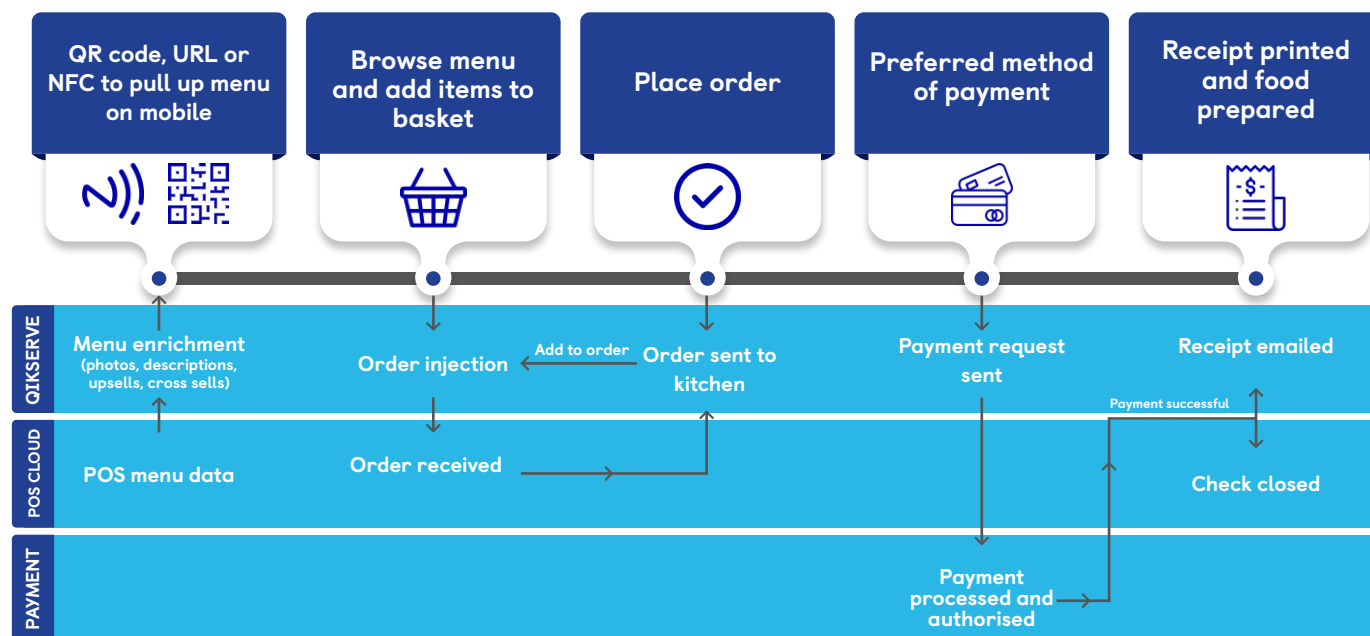 QR code, URL or
NFC to pull up menu
on mobile
Browse menu
and add items to
basket
Place order
Preferred method
of payment
Receipt printed
and food
prepared
-$-
QIKSERVE
Menu enrichment
(photos, descriptions,
upsells, cross sells)
Order injection
Add to order
Order sent to
kitchen
Payment request
sent
Receipt emailed
Payment successful
POS CLOUD
POS menu data
Order received
Check closed
PAYMENT
Payment
processed and
authorised